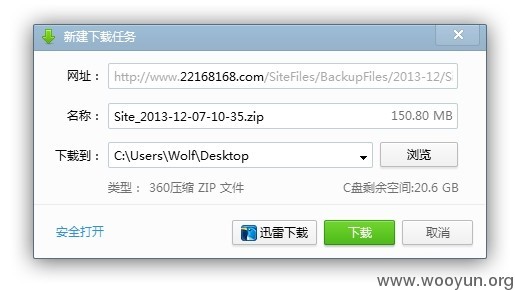 新建下载任务
网址： http://www.22168168.com/SiteFiles/BackupFiles/2013-12/S
名称： Site_2013-12-07-10-35.zip 150.80 MB
下载到： C:\Users\Wolf\Desktop 浏览
类型： 360压缩 ZIP 文件 C盘剩余空间:20.6 GB
安全打开 迅雷下载 下载 取消
www.wooyun.org